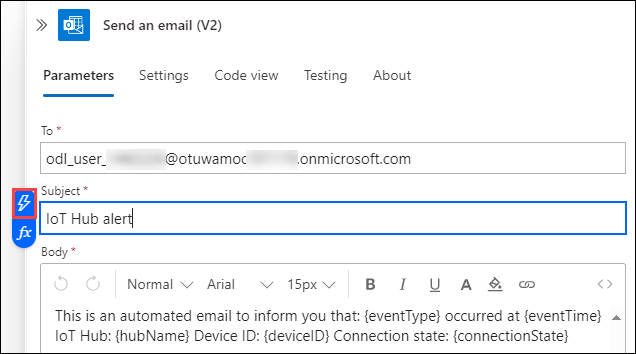 Send an email (V2)
Parameters Settings Code view Testing About
To *
odl_user_ @otuwamoc .onmicrosoft.com
Subject *
IoT Hub alert
fx
Body *
Normal Arial 15px B I U A
This is an automated email to inform you that: {eventType} occurred at {eventTime}
IoT Hub: {hubName} Device ID: {deviceID} Connection state: {connectionState}